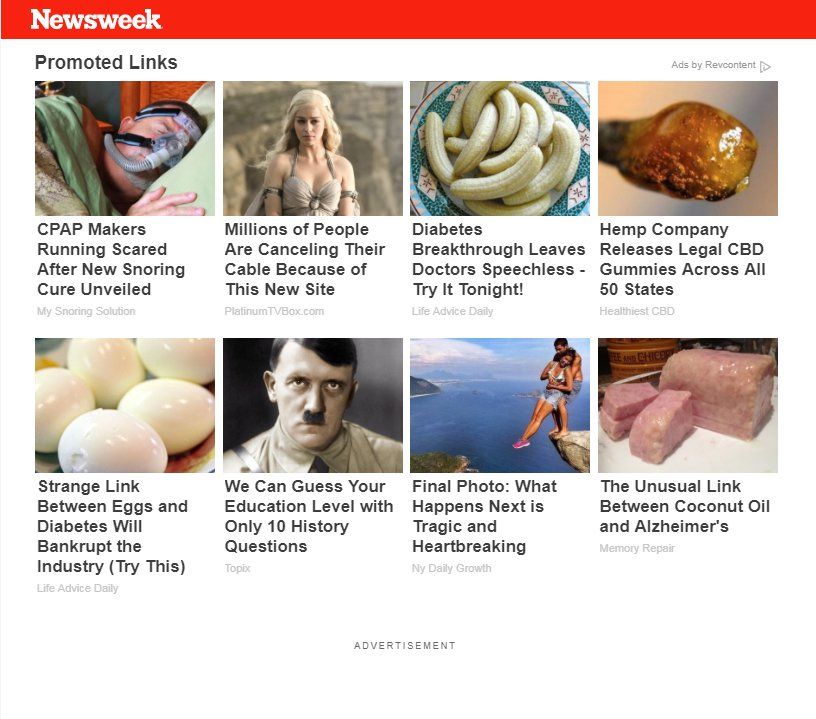 Newsweek
Promoted Links
Ads by Revcontent
CPAP Makers
Running Scared
After New Snoring
Cure Unveiled
My Snoring Solution
Millions of People
Are Canceling Their
Cable Because of
This New Site
PlatinumTVBox.com
Diabetes
Breakthrough Leaves
Doctors Speechless -
Try It Tonight!
Life Advice Daily
Hemp Company
Releases Legal CBD
Gummies Across All
50 States
Healthiest CBD
Strange Link
Between Eggs and
Diabetes Will
Bankrupt the
Industry (Try This)
Life Advice Daily
We Can Guess Your
Education Level with
Only 10 History
Questions
Topix
Final Photo: What
Happens Next is
Tragic and
Heartbreaking
Ny Daily Growth
The Unusual Link
Between Coconut Oil
and Alzheimer's
Memory Repair
ADVERTISEMENT